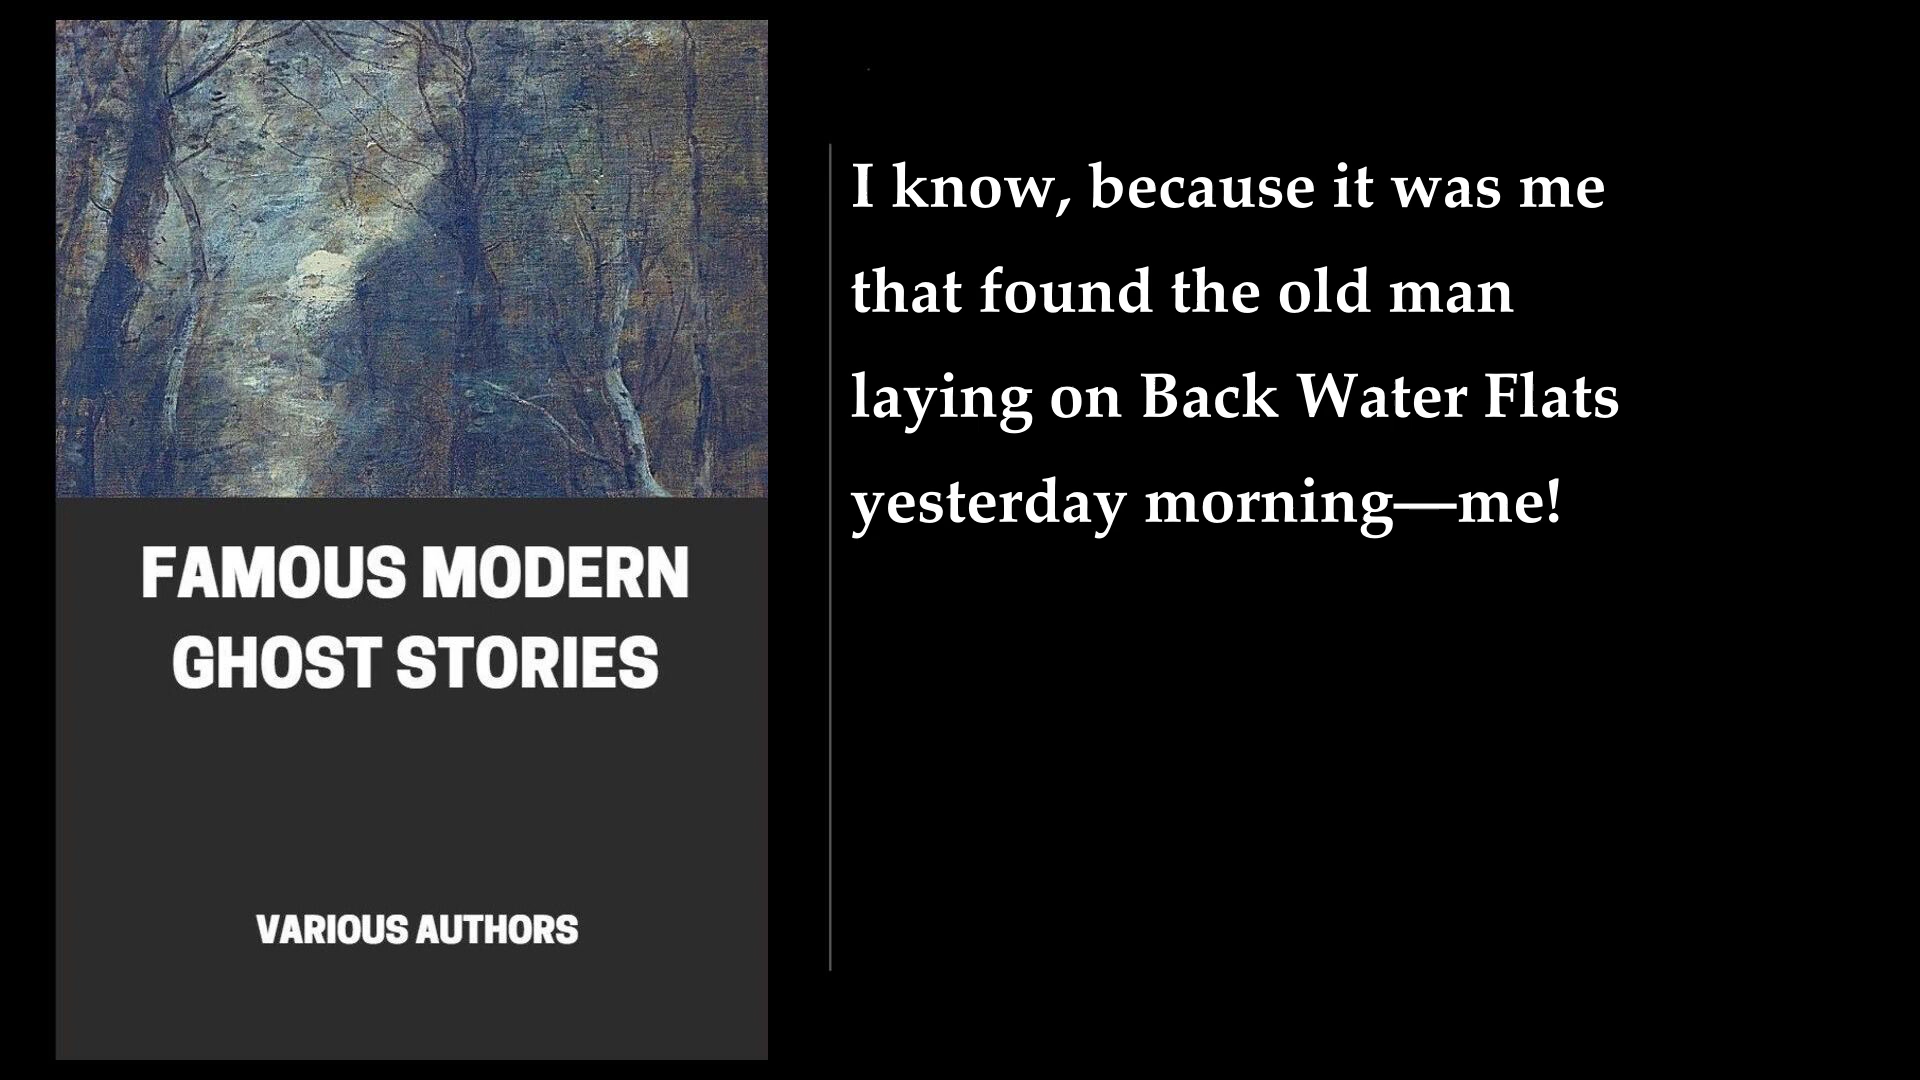 FAMOUS MODERN
GHOST STORIES
VARIOUS AUTHORS
I know, because it was me
that found the old man
laying on Back Water Flats
yesterday morning—me!